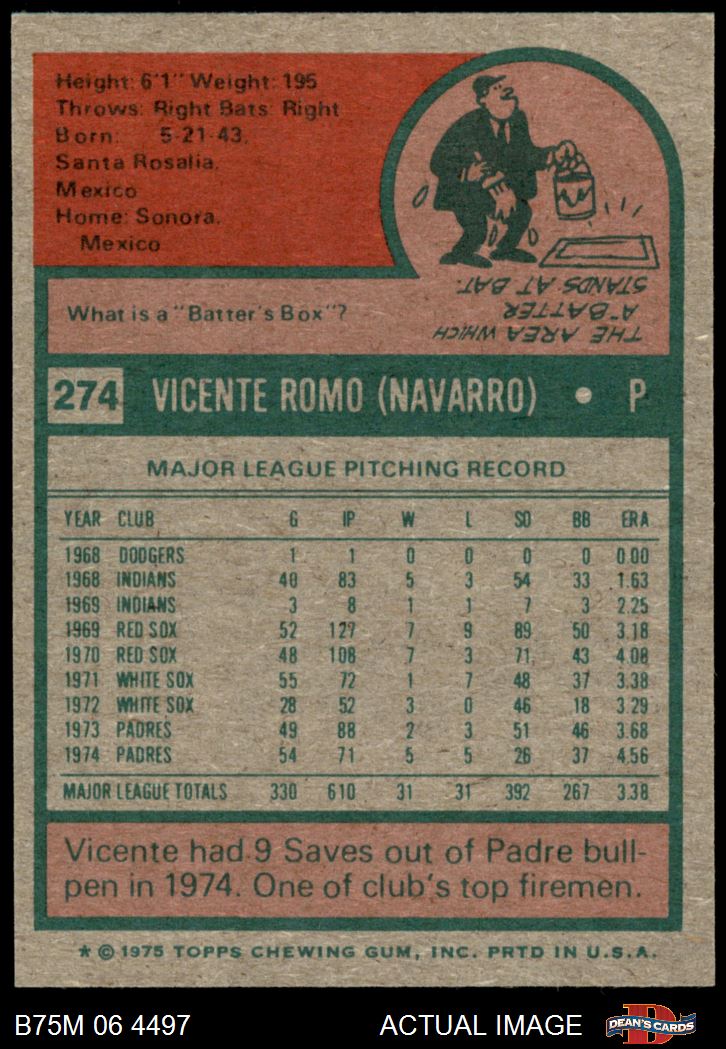 Height: 6'1" Weight: 195
Throws: Right Bats: Right
Born: 5-21-43,
Santa Rosalia,
Mexico
Home: Sonora,
Mexico
What is a "Batter's Box"?
THE AREA WHICH
A "BATTER"
STANDS AT BAT.
274 VICENTE ROMO (NAVARRO) • P
MAJOR LEAGUE PITCHING RECORD
YEAR CLUB G IP W L SO BB ERA
1968 DODGERS 1 1 0 0 0 0 0.00
1968 INDIANS 40 83 5 3 54 33 1.63
1969 INDIANS 3 8 1 1 7 3 2.25
1969 RED SOX 52 127 7 9 89 50 3.18
1970 RED SOX 48 108 7 3 71 43 4.08
1971 WHITE SOX 55 72 1 7 48 37 3.38
1972 WHITE SOX 28 52 3 0 46 18 3.29
1973 PADRES 49 88 2 3 51 46 3.68
1974 PADRES 54 71 5 5 26 37 4.56
MAJOR LEAGUE TOTALS 330 610 31 31 392 267 3.38
Vicente had 9 Saves out of Padre bull-
pen in 1974. One of club's top firemen.
* © 1975 TOPPS CHEWING GUM, INC. PRTD IN U.S.A.
B75M 06 4497 ACTUAL IMAGE DEAN'S CARDS